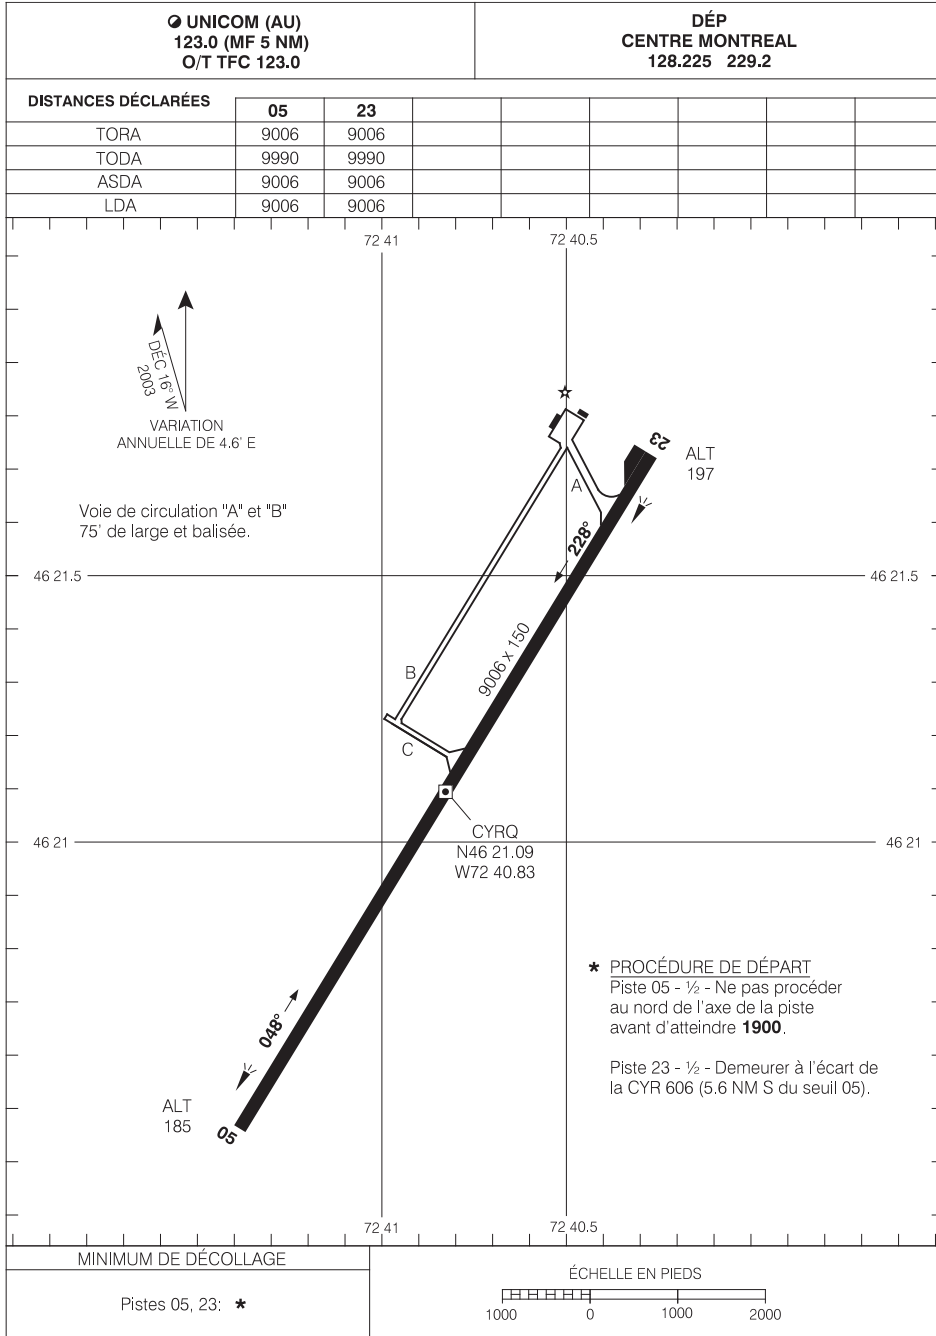 UNICOM (AU)
123.0 (MF 5 NM)
O/T TFC 123.0
DÉP
CENTRE MONTREAL
128.225 229.2
DISTANCES DÉCLARÉES
05 23
TORA 9006 9006
TODA 9990 9990
ASDA 9006 9006
LDA 9006 9006
72 41 72 40.5
DÉC 16° W
2003
VARIATION
ANNUELLE DE 4.6' E
23
ALT
197
A
Voie de circulation "A" et "B"
75' de large et balisée.
228°
46 21.5 46 21.5
9006 x 150
B
C
CYRQ
N46 21.09
W72 40.83
46 21 46 21
* PROCÉDURE DE DÉPART
Piste 05 - ½ - Ne pas procéder
au nord de l'axe de la piste
avant d'atteindre 1900.
Piste 23 - ½ - Demeurer à l'écart de
la CYR 606 (5.6 NM S du seuil 05).
048°
ALT
185
05
72 41 72 40.5
MINIMUM DE DÉCOLLAGE
Pistes 05, 23: *
ÉCHELLE EN PIEDS
1000 0 1000 2000